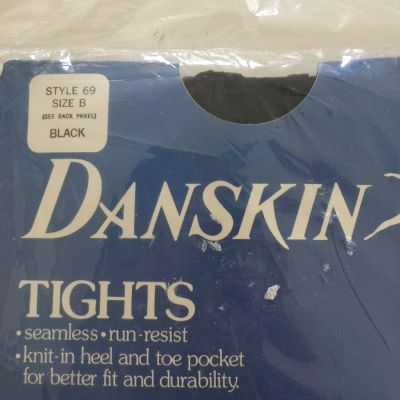 STYLE 69
SIZE B
(SEE BACK PANEL)
BLACK
DANSKIN
TIGHTS
•seamless•run-resist
•knit-in heel and toe pocket
for better fit and durability.